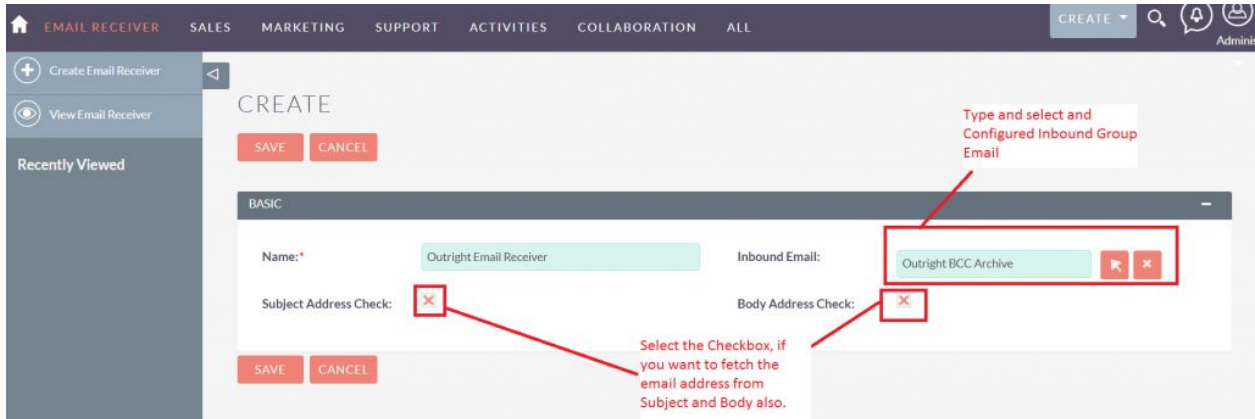 EMAIL RECEIVER SALES MARKETING SUPPORT ACTIVITIES COLLABORATION ALL CREATE
Adminis
Create Email Receiver
View Email Receiver
Recently Viewed
CREATE
SAVE CANCEL
Type and select and
Configured Inbound Group
Email
BASIC
Name:* Outright Email Receiver Inbound Email: Outright BCC Archive
Subject Address Check: Body Address Check:
Select the Checkbox, if
you want to fetch the
email address from
Subject and Body also.
SAVE CANCEL